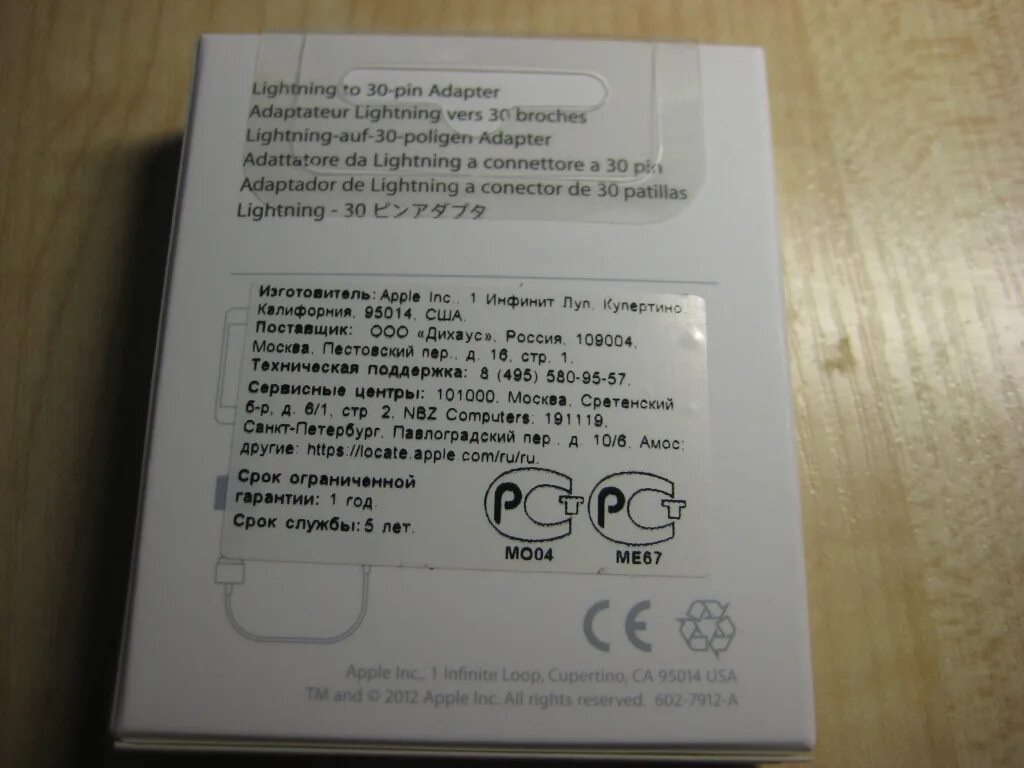 Lightning to 30-pin Adapter
Adaptateur Lightning vers 30 broches
Lightning-auf-30-poligen Adapter
Adattatore da Lightning a connettore a 30 pin
Adaptador de Lightning a conector de 30 patillas
Lightning - 30 ピンアダプタ
Изготовитель: Apple Inc., 1 Инфинит Луп, Купертино,
Калифорния, 95014, США.
Поставщик: ООО «Дихаус», Россия, 109004,
Москва, Пестовский пер., д. 16, стр. 1.
Техническая поддержка: 8 (495) 580-95-57.
Сервисные центры: 101000, Москва, Сретенский
б-р, д. 6/1, стр. 2, NBZ Computers; 191119,
Санкт-Петербург, Павлоградский пер., д. 10/6, Амос;
другие: https://locate.apple.com/ru/ru.
Срок ограниченной
гарантии: 1 год.
Срок службы: 5 лет.
РСТ РСТ
МО04 МЕ67
CE
Apple Inc., 1 Infinite Loop, Cupertino, CA 95014 USA
TM and © 2012 Apple Inc. All rights reserved. 602-7912-A